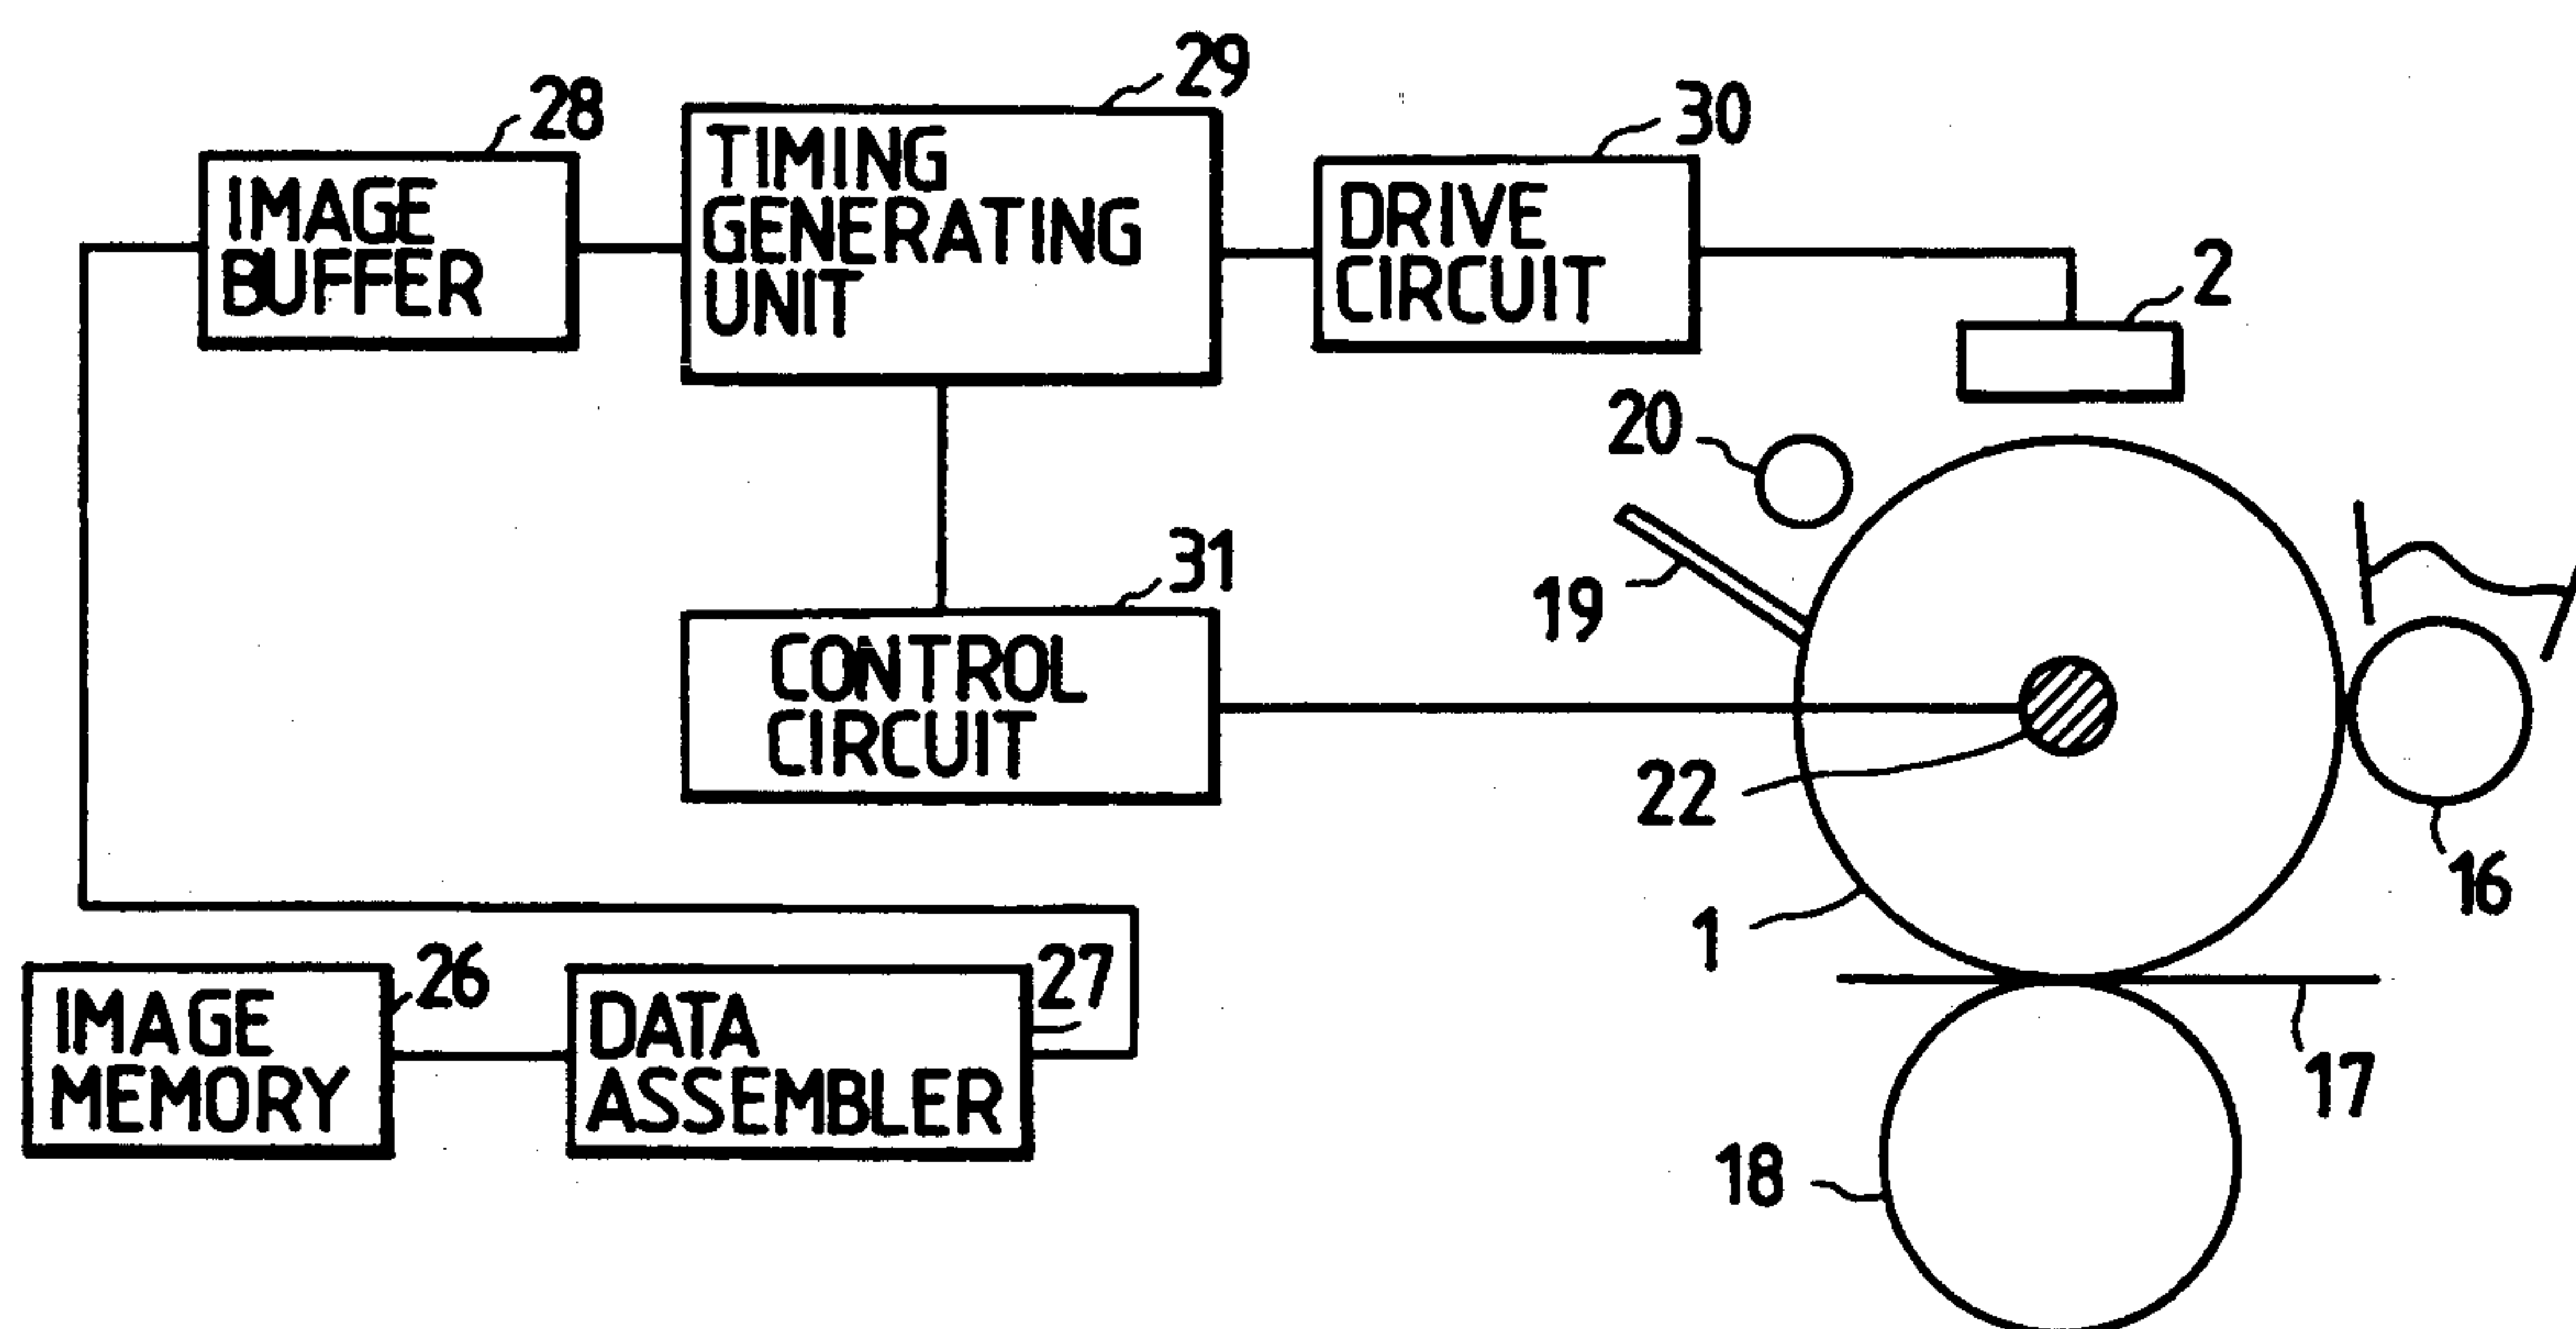 28
IMAGE
BUFFER
29
TIMING
GENERATING
UNIT
30
DRIVE
CIRCUIT
2
20
19
31
CONTROL
CIRCUIT
22
16
1
26
IMAGE
MEMORY
27
DATA
ASSEMBLER
17
18